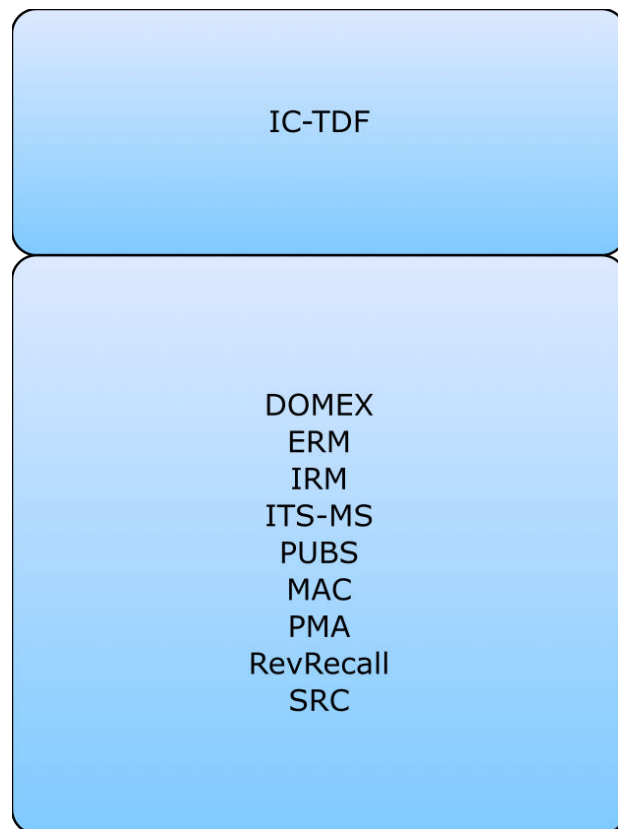 IC-TDF
DOMEX
ERM
IRM
ITS-MS
PUBS
MAC
PMA
RevRecall
SRC